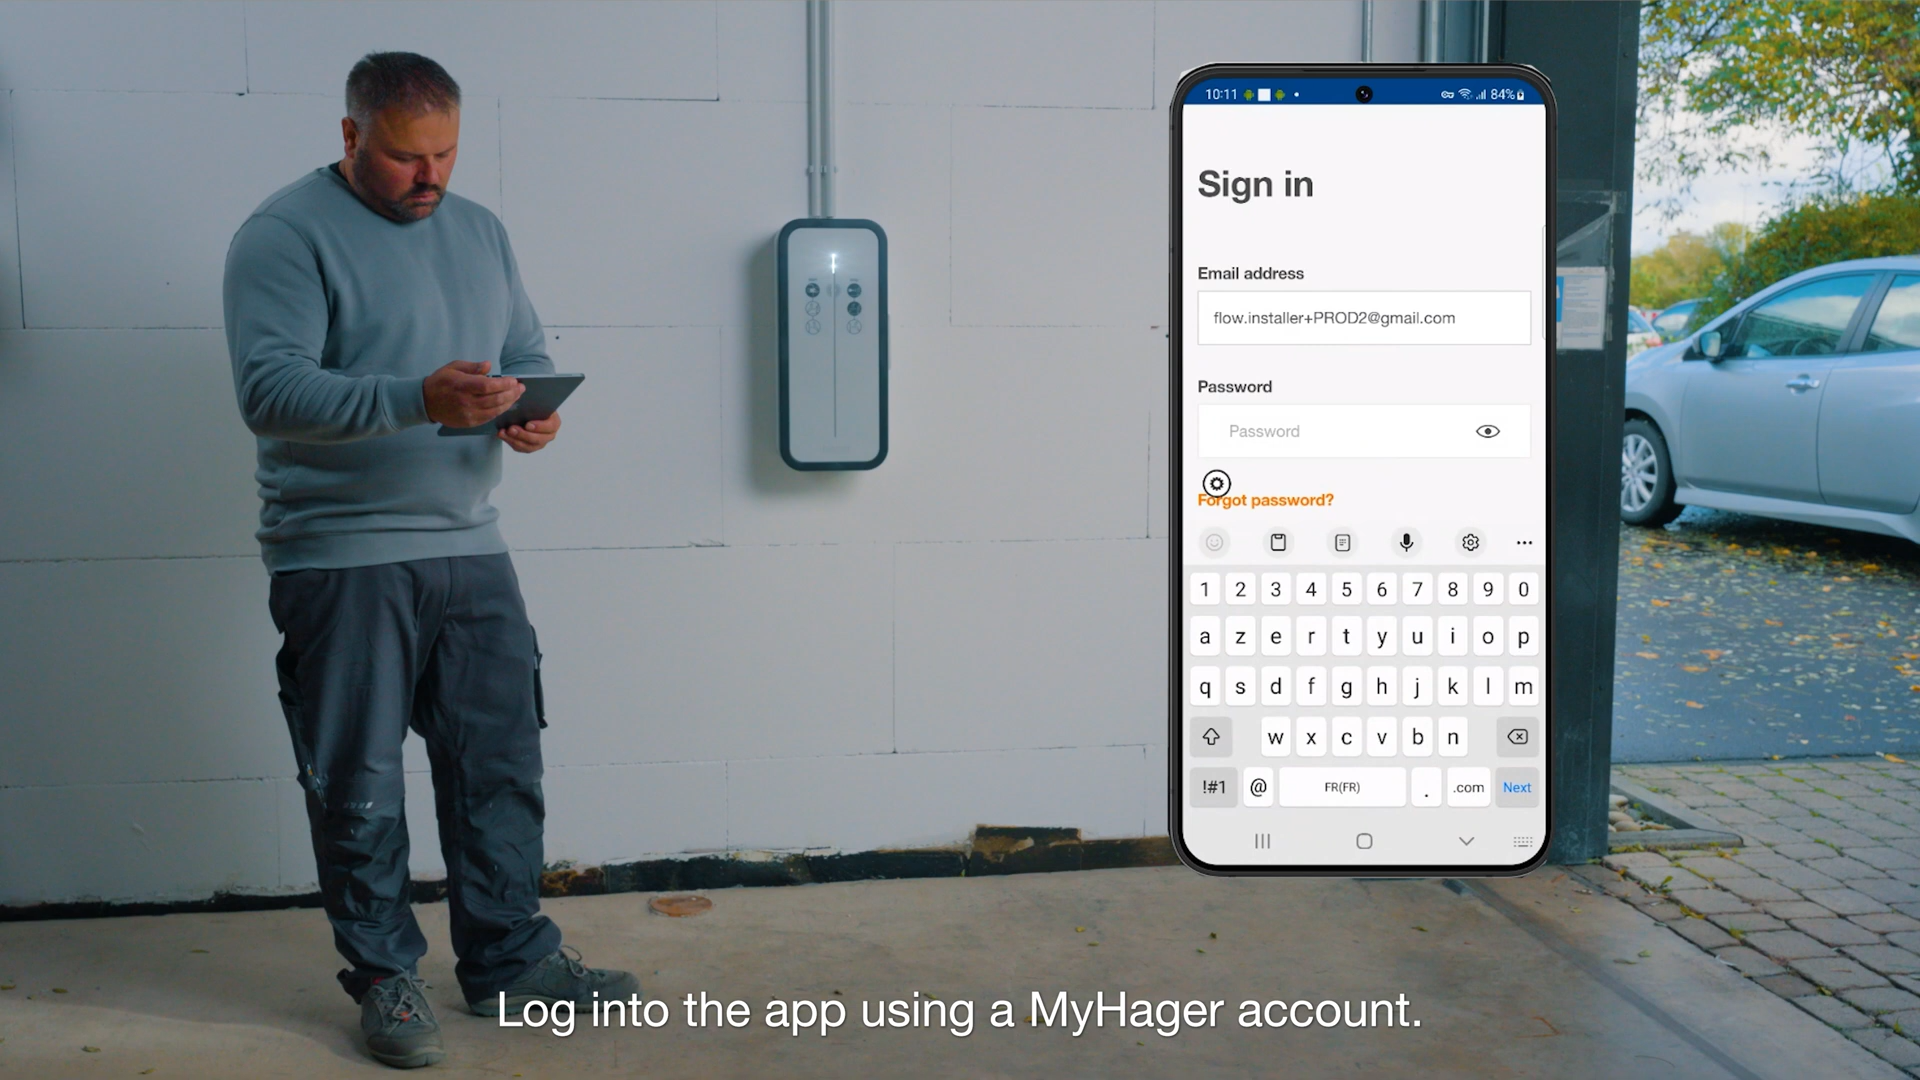 10:11
84%
Sign in
Email address
flow.installer+PROD2@gmail.com
Password
Password
Forgot password?
1 2 3 4 5 6 7 8 9 0
a z e r t y u i o p
q s d f g h j k l m
w x c v b n
!#1 @ FR(FR) . .com Next
Log into the app using a MyHager account.